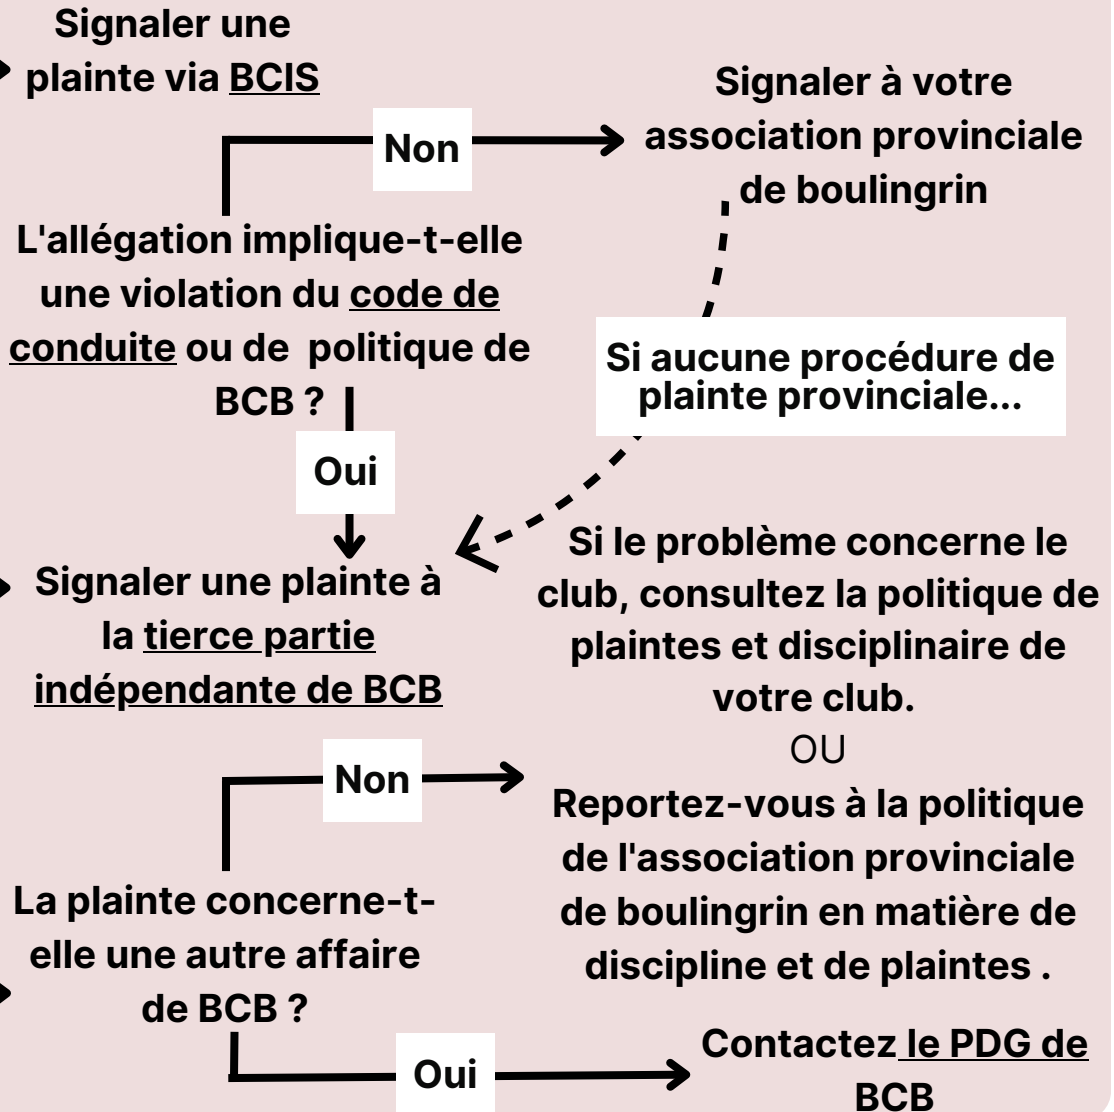 Signaler une
plainte via BCIS
Non
Signaler à votre
association provinciale
de boulingrin
L'allégation implique-t-elle
une violation du code de
conduite ou de  politique de
BCB ?
Si aucune procédure de
plainte provinciale...
Oui
Signaler une plainte à
la tierce partie
indépendante de BCB
Si le problème concerne le
club, consultez la politique de
plaintes et disciplinaire de
votre club.
OU
Reportez-vous à la politique
de l'association provinciale
de boulingrin en matière de
discipline et de plaintes .
Non
La plainte concerne-t-
elle une autre affaire
de BCB ?
Oui
Contactez le PDG de
BCB